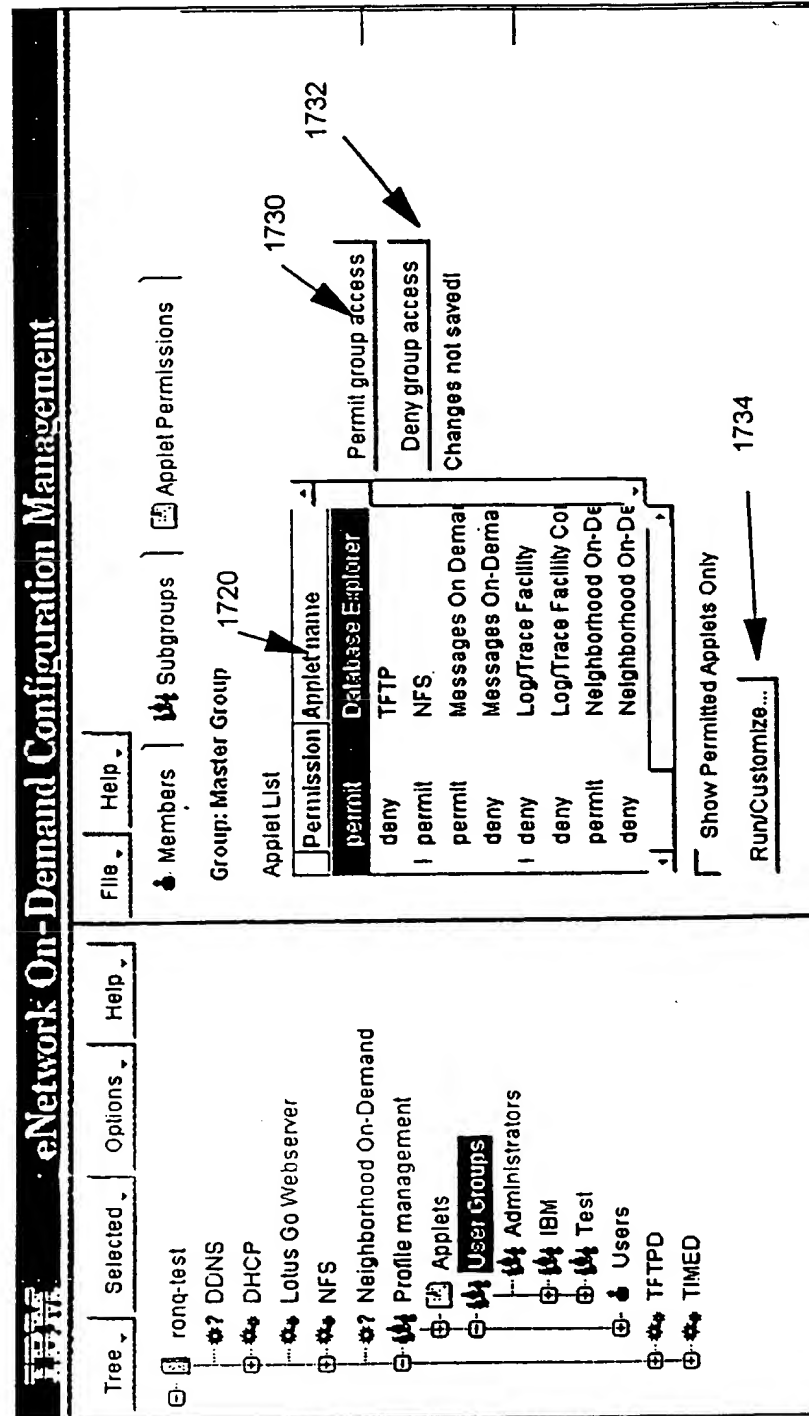 IBM eNetwork On-Demand Configuration Management
Tree Selected Options Help
ronq-test
? DDNS
DHCP
Lotus Go Webserver
NFS
? Neighborhood On-Demand
Profile management
Applets
User Groups
Administrators
IBM
Test
Users
TFTPD
TIMED
File Help
Members Subgroups Applet Permissions
Group: Master Group
1720
Applet List
Permission Applet name
permit Database Explorer
deny TFTP
! permit NFS
permit Messages On Deman
deny Messages On-Dema
! deny Log/Trace Facility
deny Log/Trace Facility Co
permit Neighborhood On-De
deny Neighborhood On-De
Permit group access
1730
Deny group access
1732
Changes not saved!
Show Permitted Applets Only
Run/Customize...
1734